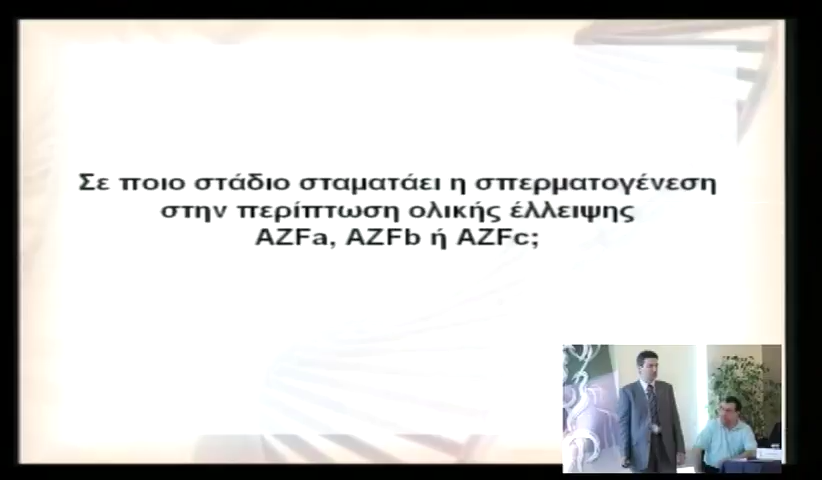 Σε ποιο στάδιο σταματάει η σπερματογένεση
στην περίπτωση ολικής έλλειψης
AZFa, AZFb ή AZFc;